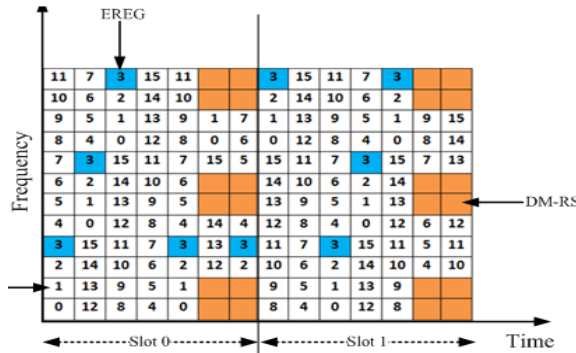 EREG
11 7 3 15 11 3 15 11 7 3
10 6 2 14 10 2 14 10 6 2
9 5 1 13 9 1 7 1 13 9 5 1 9 15
8 4 0 12 8 0 6 0 12 8 4 0 8 14
7 3 15 11 7 15 5 15 11 7 3 15 7 13
6 2 14 10 6 14 10 6 2 14
5 1 13 9 5 13 9 5 1 13
DM-RS
4 0 12 8 4 14 4 12 8 4 0 12 6 12
3 15 11 7 3 13 3 11 7 3 15 11 5 11
2 14 10 6 2 12 2 10 6 2 14 10 4 10
1 13 9 5 1 9 5 1 13 9
0 12 8 4 0 8 4 0 12 8
Frequency
Slot 0 Slot 1 Time